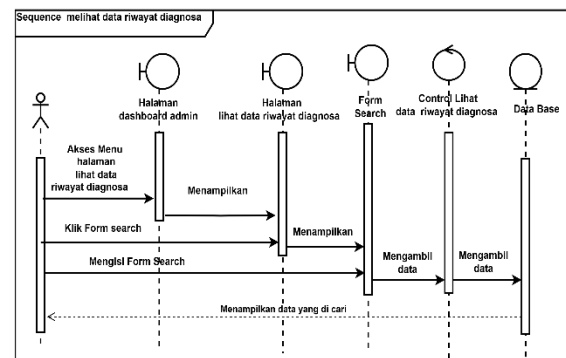 Sequence melihat data riwayat diagnosa
Halaman
dashboard admin
Halaman
lihat data riwayat diagnosa
Form
Search
Control Lihat
data riwayat diagnosa
Data Base
Akses Menu
halaman
lihat data
riwayat diagnosa
Menampilkan
Klik Form search
Menampilkan
Mengisi Form Search
Mengambil
data
Mengambil
data
Menampilkan data yang di cari